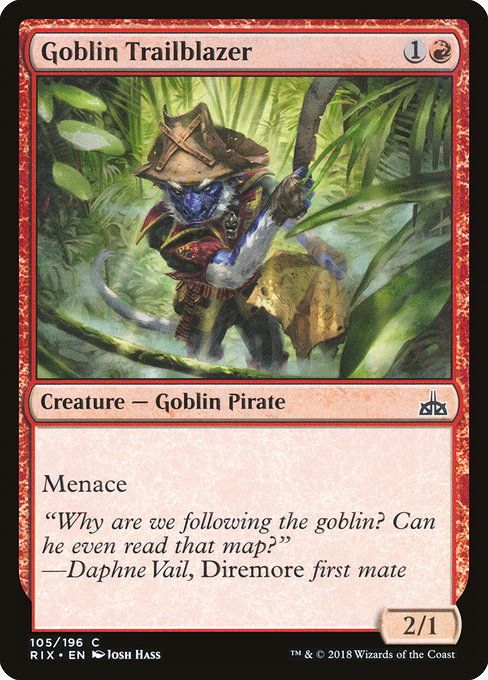 Goblin Trailblazer 1
Creature — Goblin Pirate
Menace
“Why are we following the goblin? Can
he even read that map?”
—Daphne Vail, Diremore first mate
2/1
105/196 C
RIX • EN Josh Hass
™ & © 2018 Wizards of the Coast